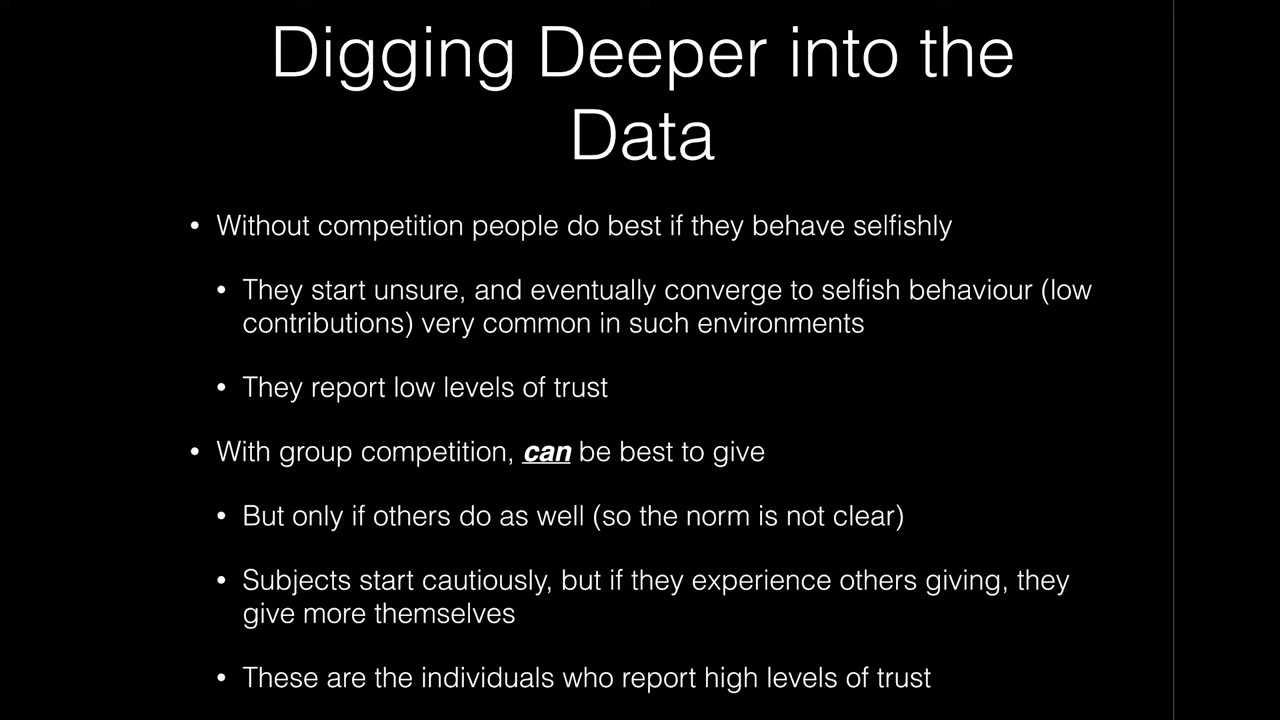 Digging Deeper into the
Data
• Without competition people do best if they behave selfishly
• They start unsure, and eventually converge to selfish behaviour (low
contributions) very common in such environments
• They report low levels of trust
• With group competition, can be best to give
• But only if others do as well (so the norm is not clear)
• Subjects start cautiously, but if they experience others giving, they
give more themselves
• These are the individuals who report high levels of trust